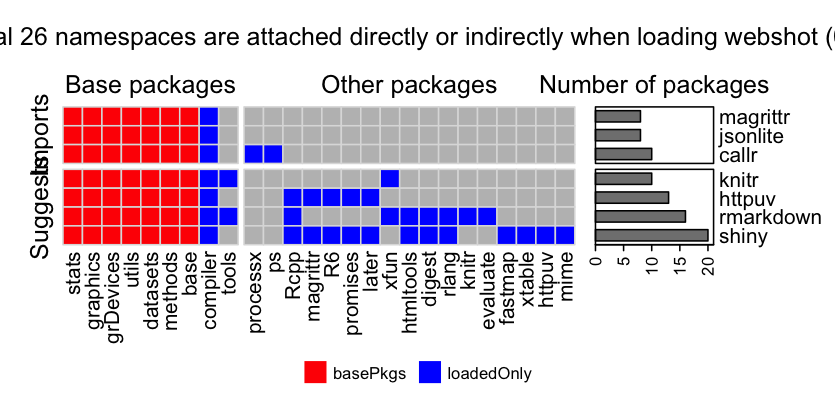 al 26 namespaces are attached directly or indirectly when loading webshot (
Base packages
Other packages
Number of packages
Imports
Suggests
magrittr
jsonlite
callr
knitr
httpuv
rmarkdown
shiny
0 5 10 15 20
stats graphics grDevices utils datasets methods base compiler tools
processx ps Rcpp magrittr R6 promises later xfun htmltools digest rlang knitr evaluate fastmap xtable httpuv mime
basePkgs loadedOnly